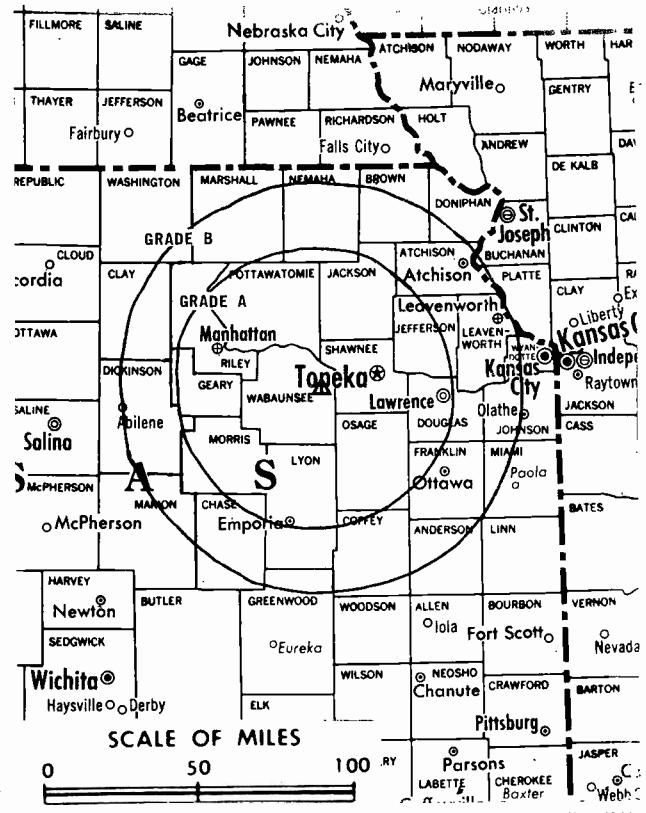 Nebraska City
FILLMORE SALINE
ATCHISON NODAWAY WORTH HAR
GAGE JOHNSON NEMAHA
Maryville
GENTRY
THAYER JEFFERSON
Beatrice
PAWNEE RICHARDSON HOLT
Fairbury
Falls City
ANDREW
DE KALB
REPUBLIC WASHINGTON MARSHALL NEMAHA BROWN
DONIPHAN
St.
Joseph
CLINTON
GRADE B
CLOUD
ATCHISON
BUCHANAN
cordia
CLAY POTTAWATOMIE JACKSON
Atchison
PLATTE
GRADE A
Leavenworth
CLAY
Liberty
OTTAWA
Manhattan
JEFFERSON
LEAVEN-
WORTH
WYAN
DOTTE
Kansas C
RILEY
SHAWNEE
Kansas
City
Indepe
DICKINSON
GEARY
Topeka
Raytown
WABAUNSEE
Lawrence
Olathe
JACKSON
SALINE
Abilene
OSAGE
DOUGLAS
JOHNSON
CASS
Salina
MORRIS
LYON
FRANKLIN MIAMI
S A S
Ottawa
Paola
McPHERSON
MARION
CHASE
BATES
McPherson
Emporia
COFFEY
ANDERSON LINN
HARVEY
Newton
BUTLER GREENWOOD WOODSON ALLEN BOURBON VERNON
Iola
Fort Scott
SEDGWICK
Eureka
Nevada
Wichita
WILSON
NEOSHO
Chanute
CRAWFORD
BARTON
Haysville Derby
ELK
Pittsburg
SCALE OF MILES
JASPER
.RY
Parsons
0 50 100
LABETTE
CHEROKEE
Baxter
Webb C